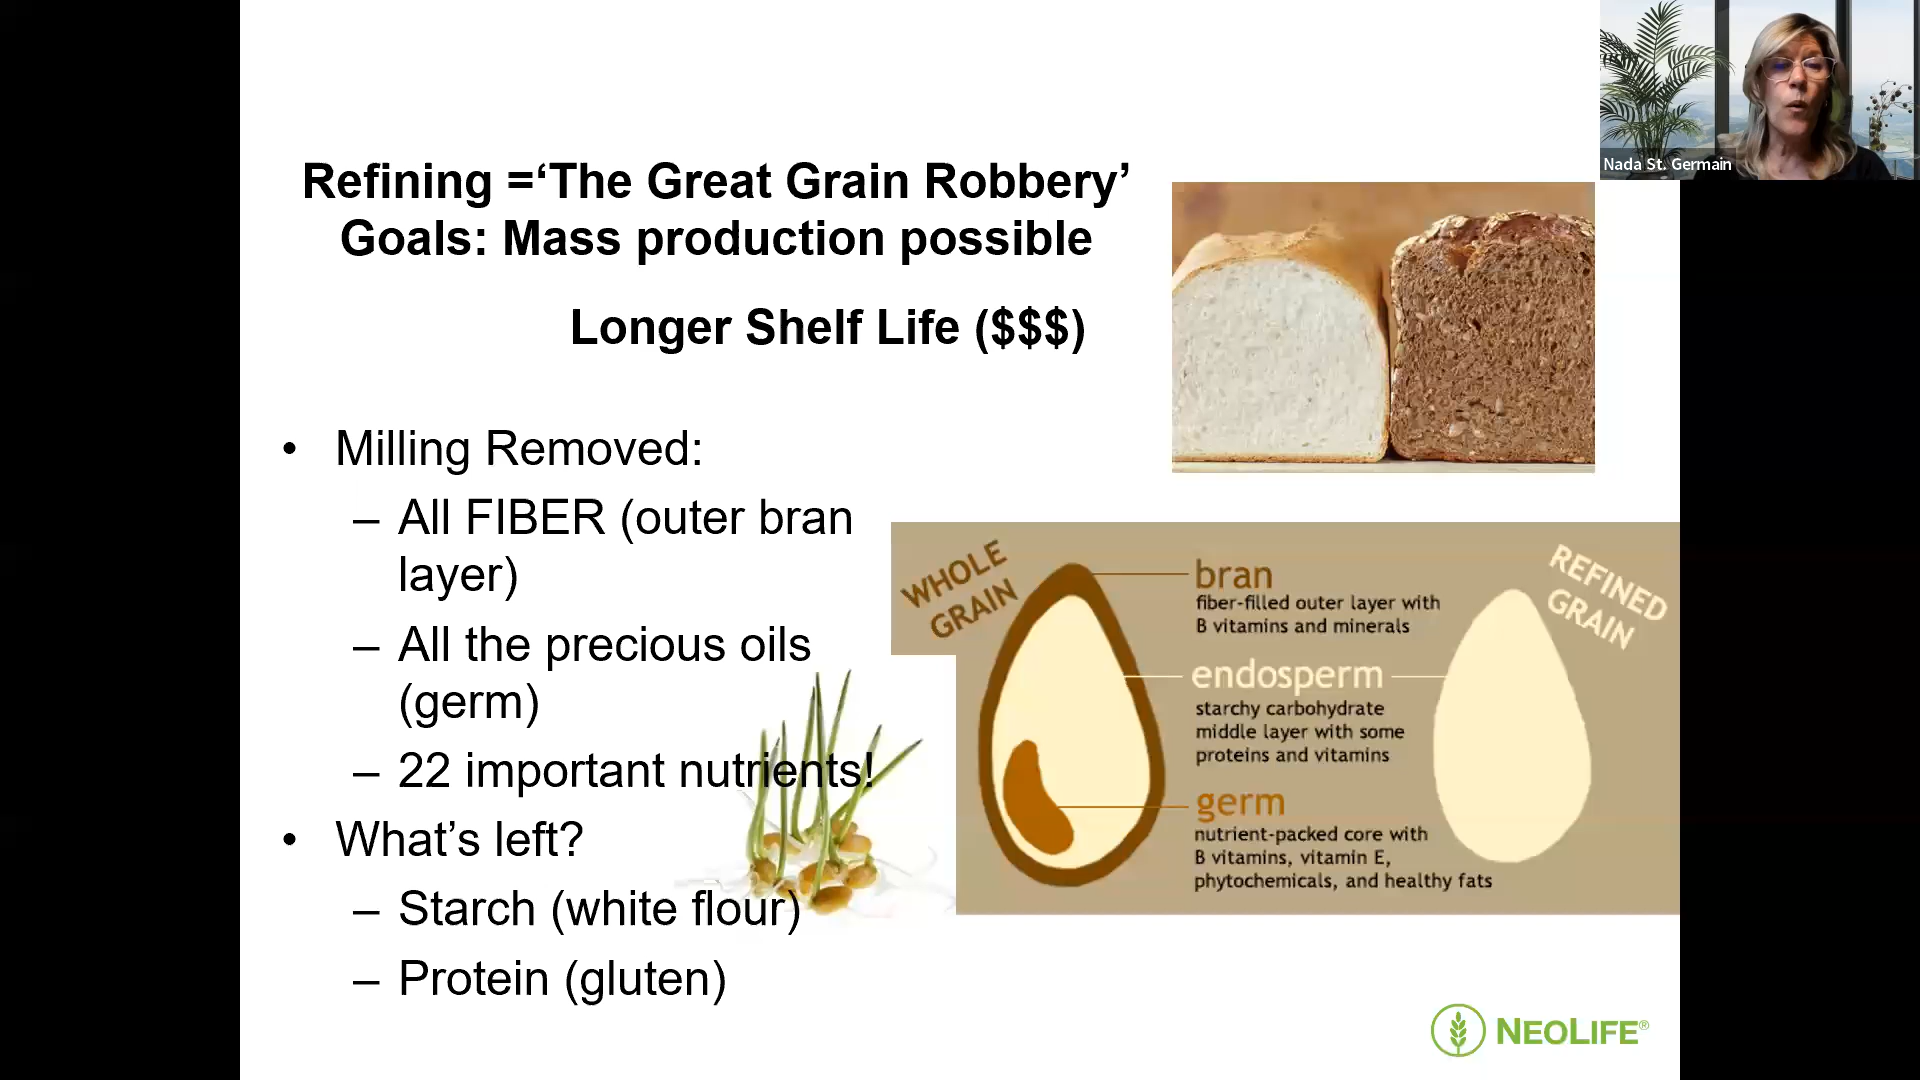 Nada St. Germain
Refining =‘The Great Grain Robbery’
Goals: Mass production possible
Longer Shelf Life ($$$)
• Milling Removed:
– All FIBER (outer bran
layer)
– All the precious oils
(germ)
– 22 important nutrients!
• What’s left?
– Starch (white flour)
– Protein (gluten)
WHOLE
GRAIN
bran
fiber-filled outer layer with
B vitamins and minerals
endosperm
starchy carbohydrate
middle layer with some
proteins and vitamins
germ
nutrient-packed core with
B vitamins, vitamin E,
phytochemicals, and healthy fats
REFINED
GRAIN
NEOLIFE®